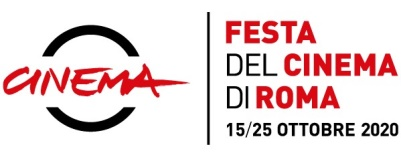 CINEMA
FESTA
DEL CINEMA
DI ROMA
15/25 OTTOBRE 2020